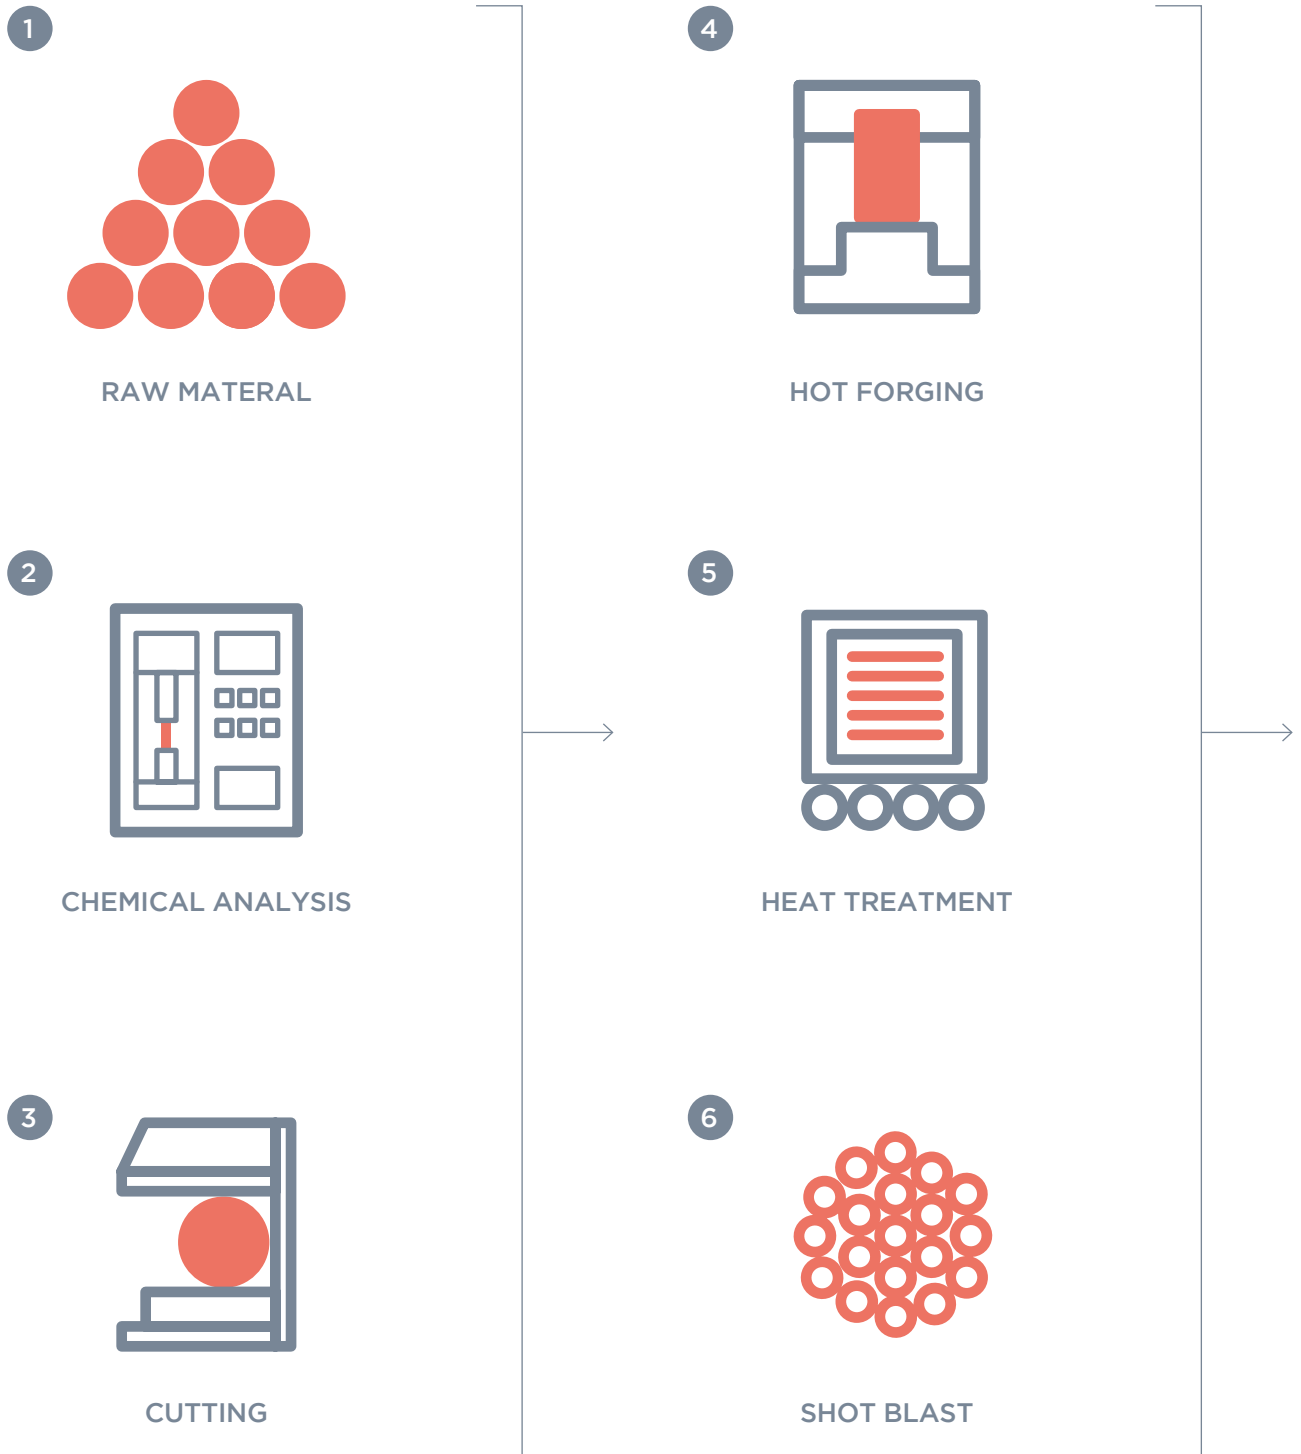 1
RAW MATERAL
2
CHEMICAL ANALYSIS
3
CUTTING
4
HOT FORGING
5
HEAT TREATMENT
6
SHOT BLAST